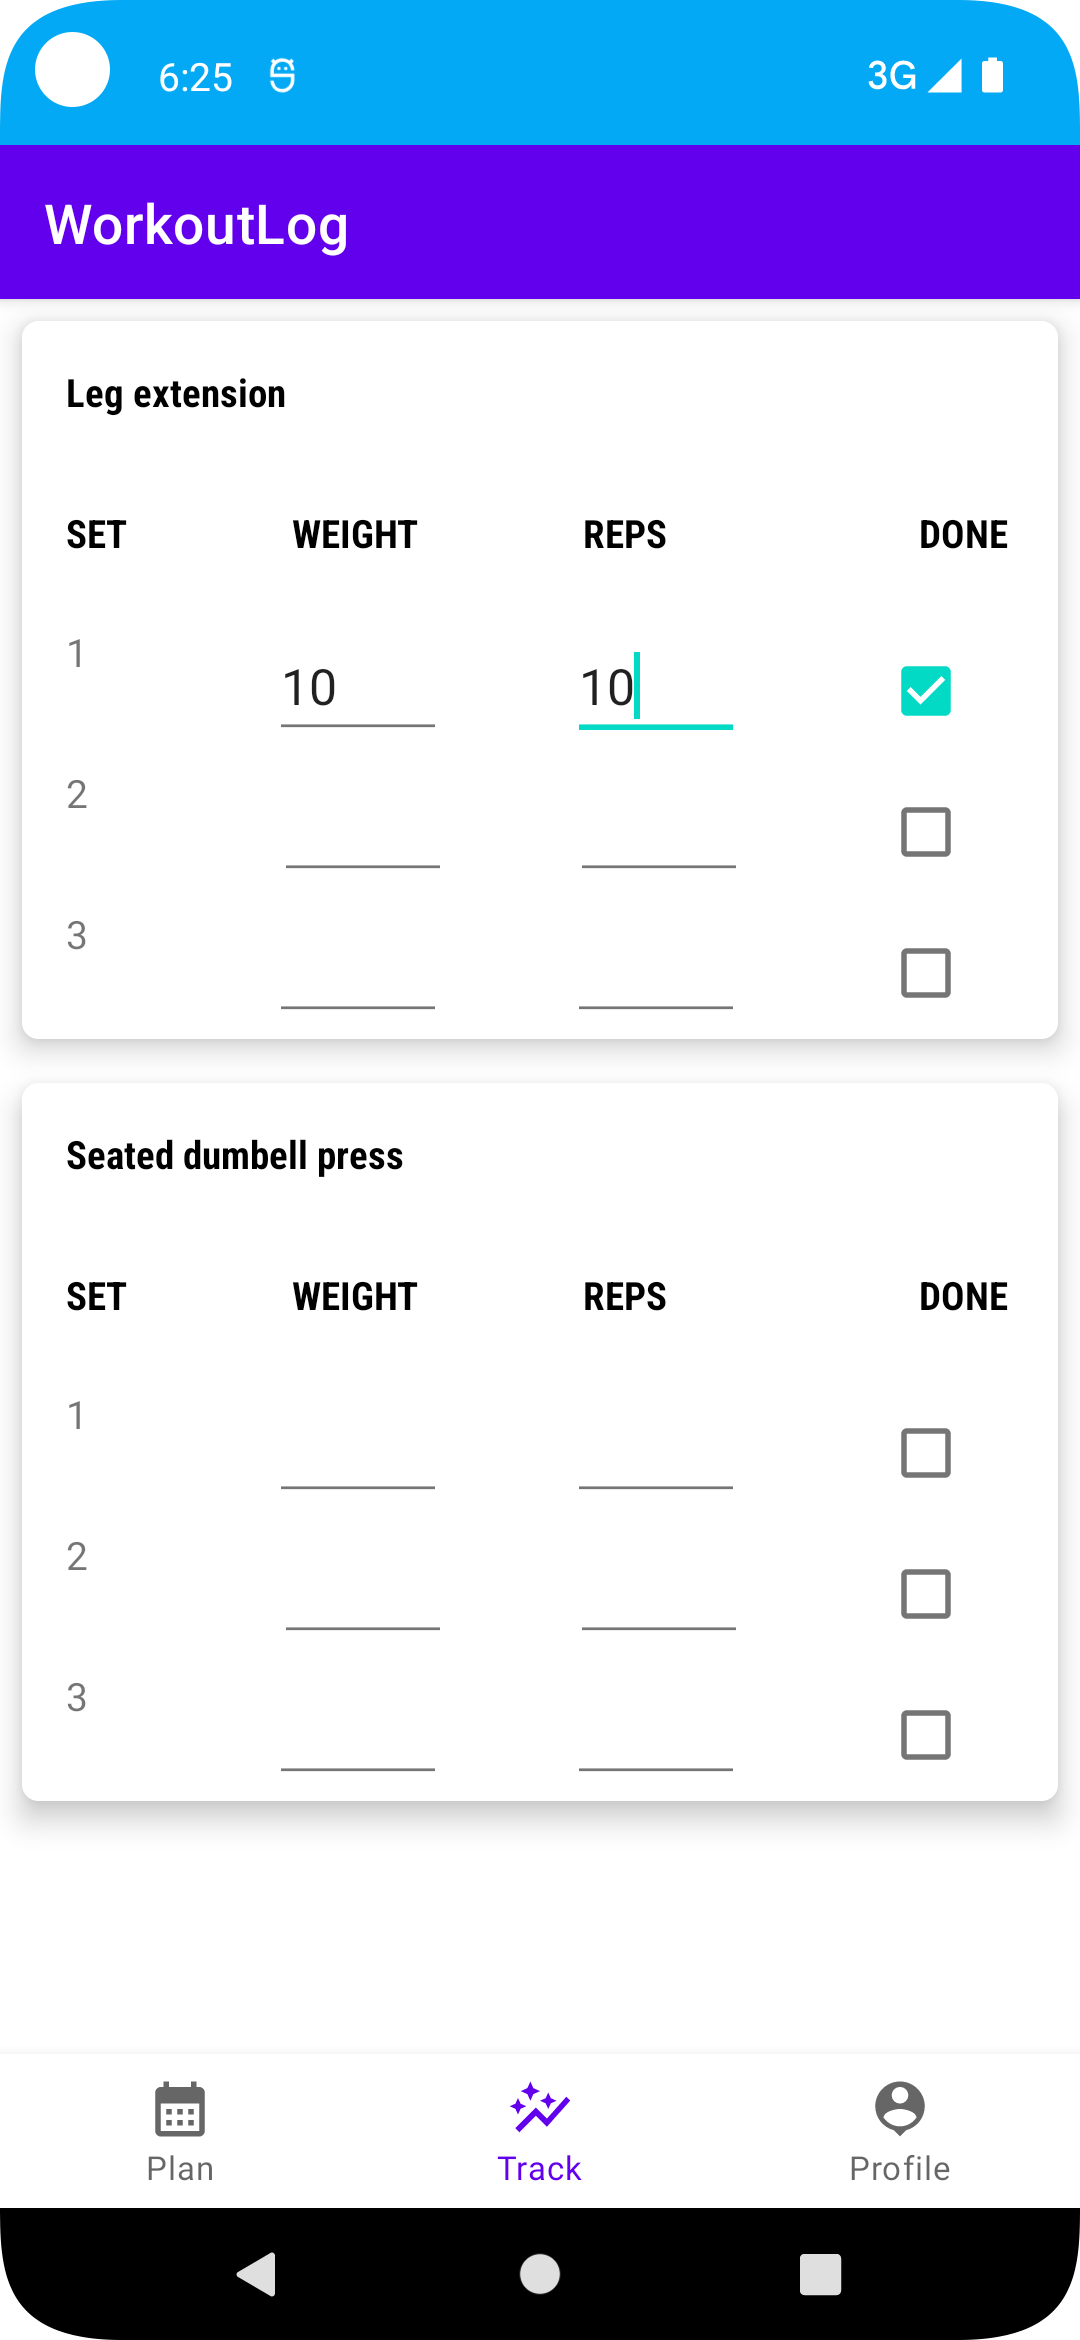 6:25 3G
WorkoutLog
Leg extension
SET WEIGHT REPS DONE
1 10 10
2
3
Seated dumbell press
SET WEIGHT REPS DONE
1
2
3
Plan Track Profile